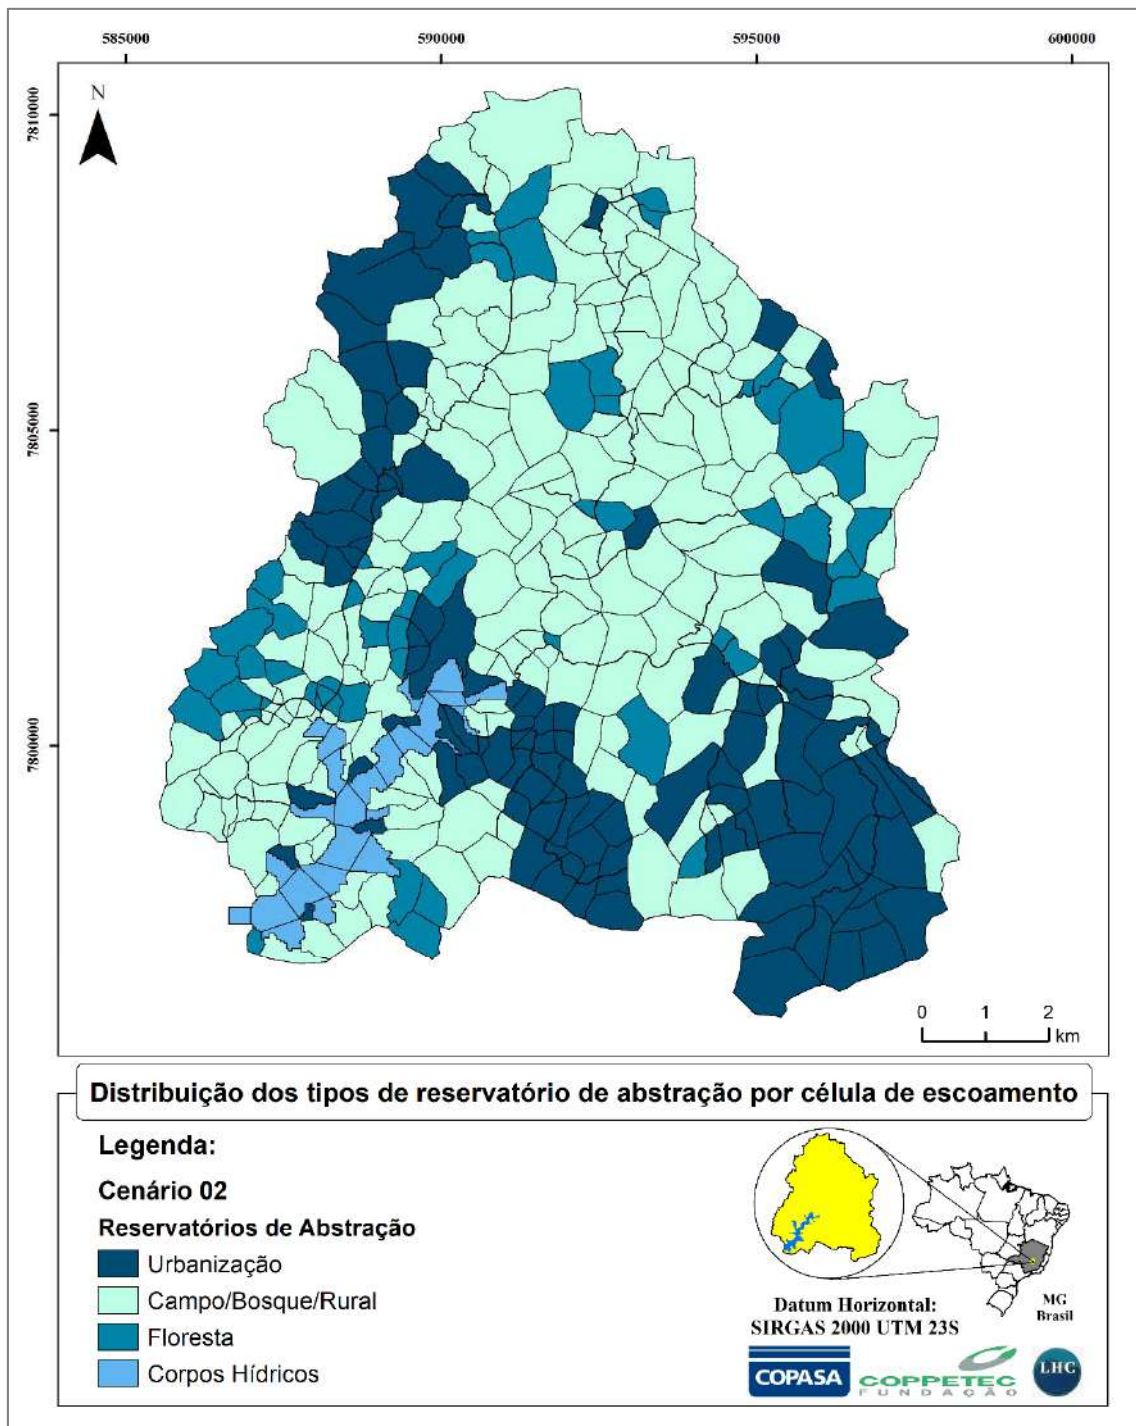 585000 590000 595000 600000
7810000
N
7805000
7800000
0 1 2
km
Distribuição dos tipos de reservatório de abstração por célula de escoamento
Legenda:
Cenário 02
Reservatórios de Abstração
Urbanização
Campo/Bosque/Rural
Floresta
Corpos Hídricos
MG
Brasil
Datum Horizontal:
SIRGAS 2000 UTM 23S
COPASA
COPPETEC
FUNDAÇÃO
LHC